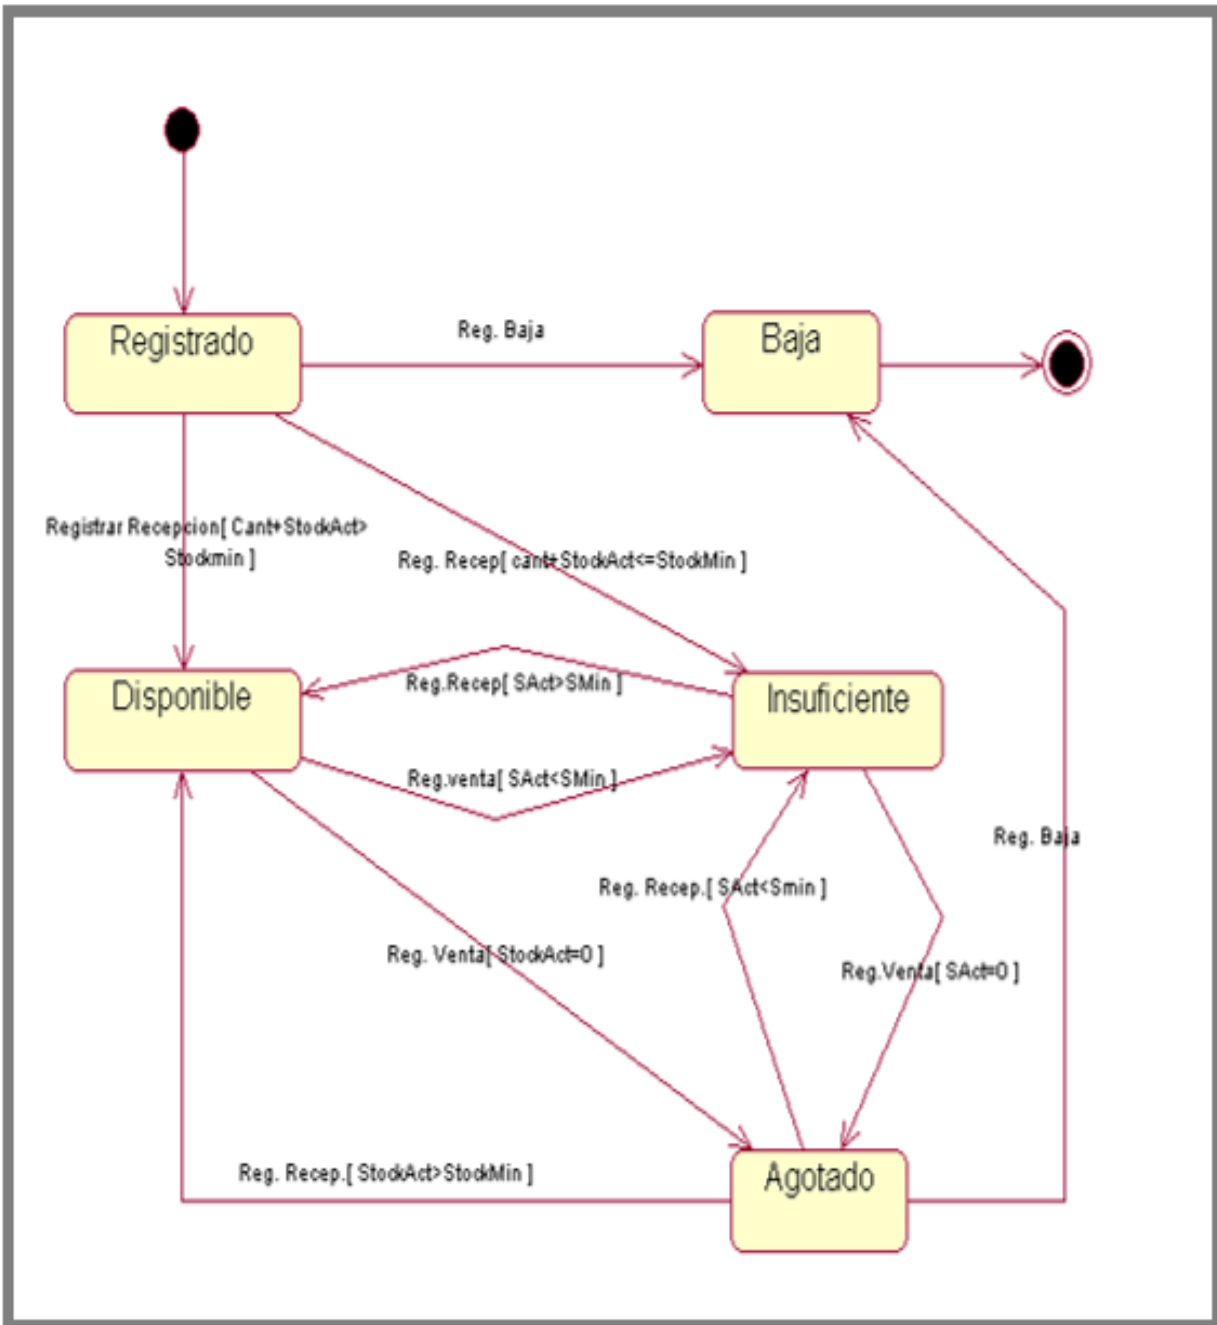 Registrado
Reg. Baja
Baja
Registrar Recepcion[ Cant+StockAct>
Stockmin ]
Reg. Recep[ cant+StockAct<=StockMin ]
Disponible
Reg.Recep[ SAct>SMin ]
Insuficiente
Reg.venta[ SAct<SMin ]
Reg. Baja
Reg. Recep.[ SAct<Smin ]
Reg. Venta[ StockAct=0 ]
Reg.Venta[ SAct=0 ]
Reg. Recep.[ StockAct>StockMin ]
Agotado